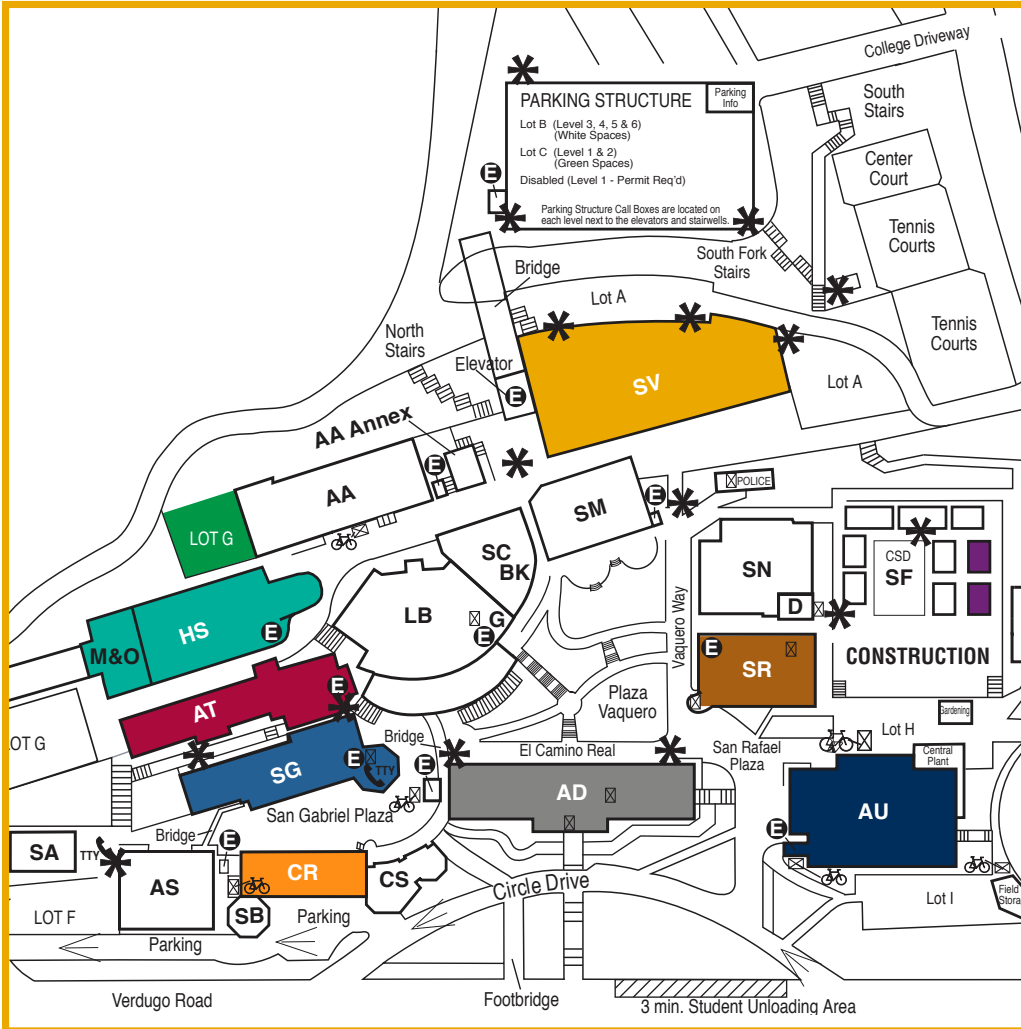 College Driveway
PARKING STRUCTURE
Parking
Info
Lot B (Level 3, 4, 5 & 6)
(White Spaces)
Lot C (Level 1 & 2)
(Green Spaces)
Disabled (Level 1 - Permit Req'd)
Parking Structure Call Boxes are located on
each level next to the elevators and stairwells.
South
Stairs
Center
Court
Tennis
Courts
E
South Fork
Stairs
Bridge
Lot A
North
Stairs
Elevator
E
SV
Tennis
Courts
Lot A
AA Annex
E
AA
SM
E
POLICE
LOT G
SC
BK
SN
CSD
SF
LB
G
E
D
HS
E
M&O
Vaquero Way
E
SR
CONSTRUCTION
AT
E
Plaza
Vaquero
E
Gardening
LOT G
Lot H
Bridge
El Camino Real
San Rafael
Plaza
Central
Plant
SG
E
TTY
E
AD
AU
San Gabriel Plaza
E
Bridge
SA
TTY
E
AS
CR
CS
Circle Drive
SB
LOT F
Parking
Parking
Lot I
Field
Stora
Verdugo Road
Footbridge
3 min. Student Unloading Area